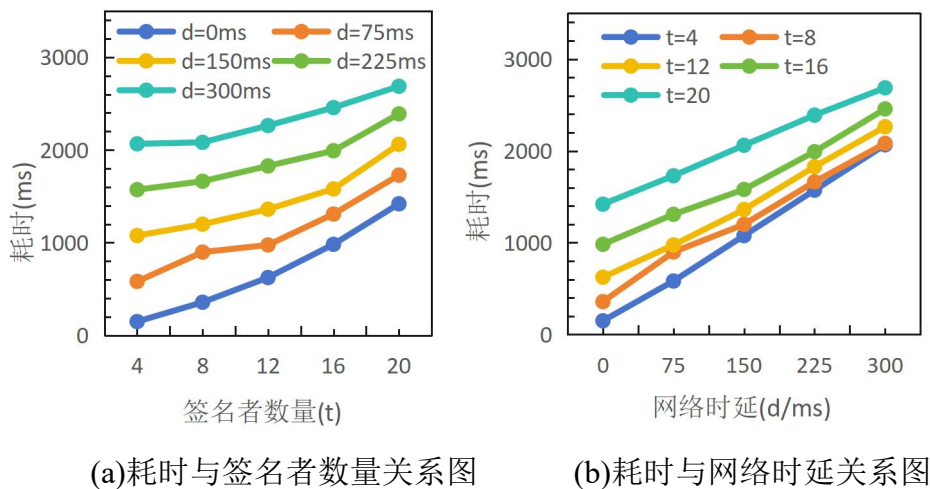 d=0ms d=75ms
d=150ms d=225ms
d=300ms
3000
2000
1000
0
耗时(ms)
4 8 12 16 20
签名者数量(t)
(a)耗时与签名者数量关系图
t=4 t=8
t=12 t=16
t=20
3000
2000
1000
0
耗时(ms)
0 75 150 225 300
网络时延(d/ms)
(b)耗时与网络时延关系图